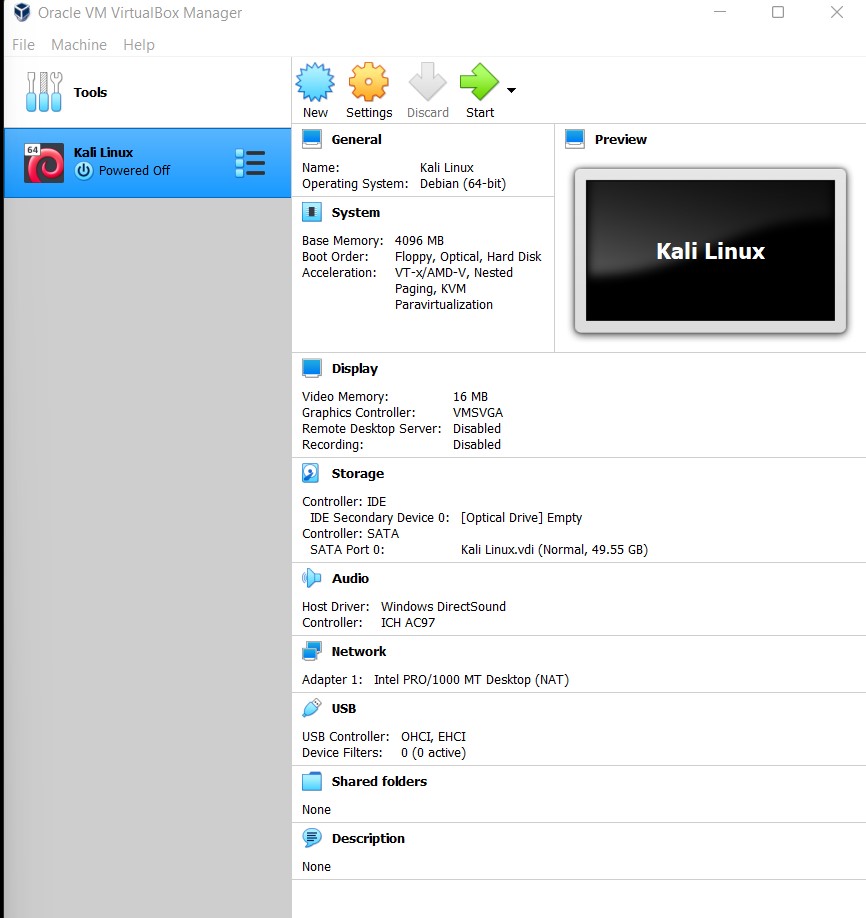 Oracle VM VirtualBox Manager
File Machine Help
Tools
New Settings Discard Start
64
Kali Linux
Powered Off
General
Name: Kali Linux
Operating System: Debian (64-bit)
System
Base Memory: 4096 MB
Boot Order: Floppy, Optical, Hard Disk
Acceleration: VT-x/AMD-V, Nested
Paging, KVM
Paravirtualization
Preview
Kali Linux
Display
Video Memory: 16 MB
Graphics Controller: VMSVGA
Remote Desktop Server: Disabled
Recording: Disabled
Storage
Controller: IDE
IDE Secondary Device 0: [Optical Drive] Empty
Controller: SATA
SATA Port 0: Kali Linux.vdi (Normal, 49.55 GB)
Audio
Host Driver: Windows DirectSound
Controller: ICH AC97
Network
Adapter 1: Intel PRO/1000 MT Desktop (NAT)
USB
USB Controller: OHCI, EHCI
Device Filters: 0 (0 active)
Shared folders
None
Description
None